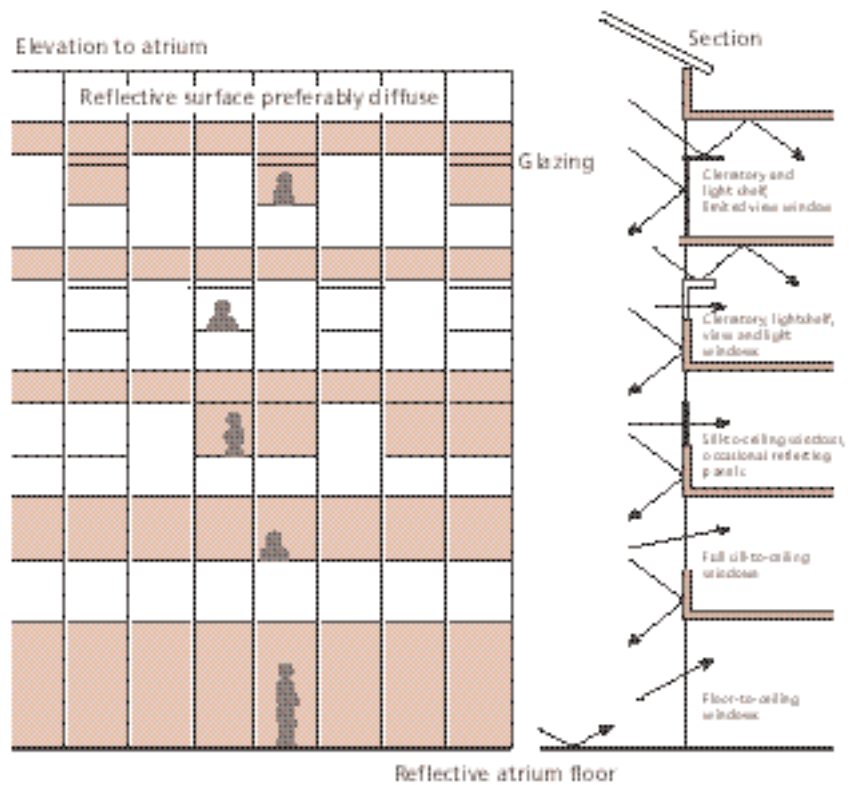 Elevation to atrium
Section
Reflective surface preferably diffuse
Glazing
Clerestory and
light shelf,
limited view window
Clerestory, lightshelf,
view and light
windows
Sill-to-ceiling windows,
occasional reflecting
panels
Full sill-to-ceiling
windows
Floor-to-ceiling
windows
Reflective atrium floor